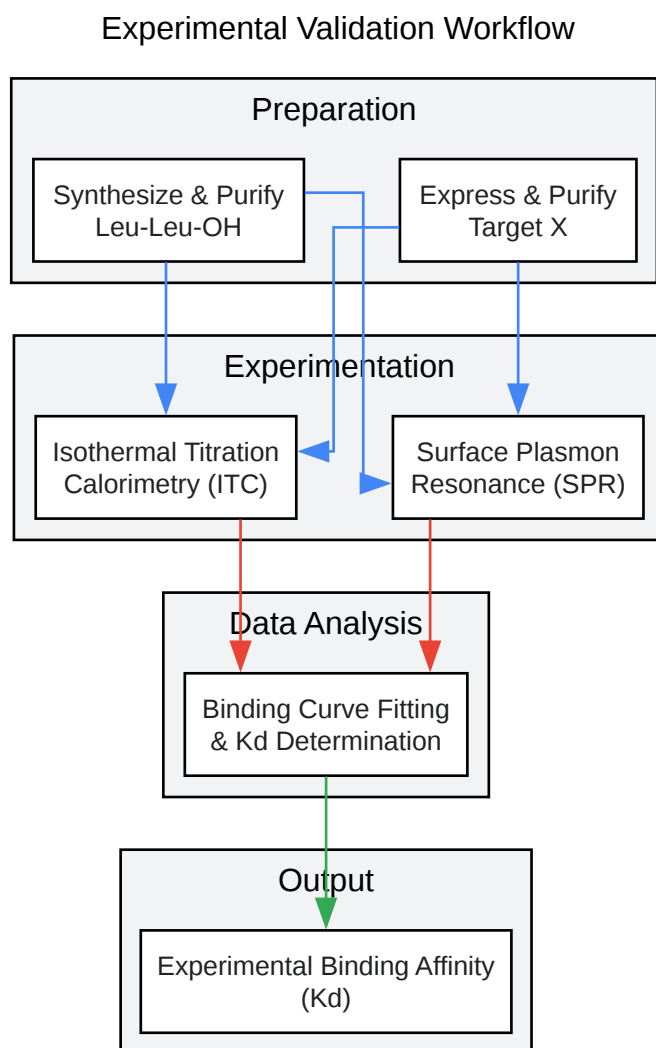 Experimental Validation Workflow
Preparation
Synthesize & Purify
Leu-Leu-OH
Express & Purify
Target X
Experimentation
Isothermal Titration
Calorimetry (ITC)
Surface Plasmon
Resonance (SPR)
Data Analysis
Binding Curve Fitting
& Kd Determination
Output
Experimental Binding Affinity
(Kd)